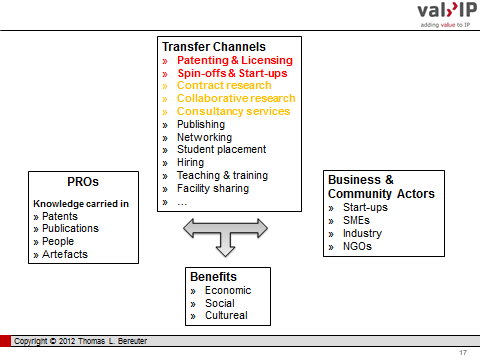 val IP
adding value to IP
Transfer Channels
» Patenting & Licensing
» Spin-offs & Start-ups
» Contract research
» Collaborative research
» Consultancy services
» Publishing
» Networking
» Student placement
» Hiring
» Teaching & training
» Facility sharing
» …
PROs
Knowledge carried in
» Patents
» Publications
» People
» Artefacts
Business &
Community Actors
» Start-ups
» SMEs
» Industry
» NGOs
Benefits
» Economic
» Social
» Cultureal
Copyright © 2012 Thomas L. Bereuter
17